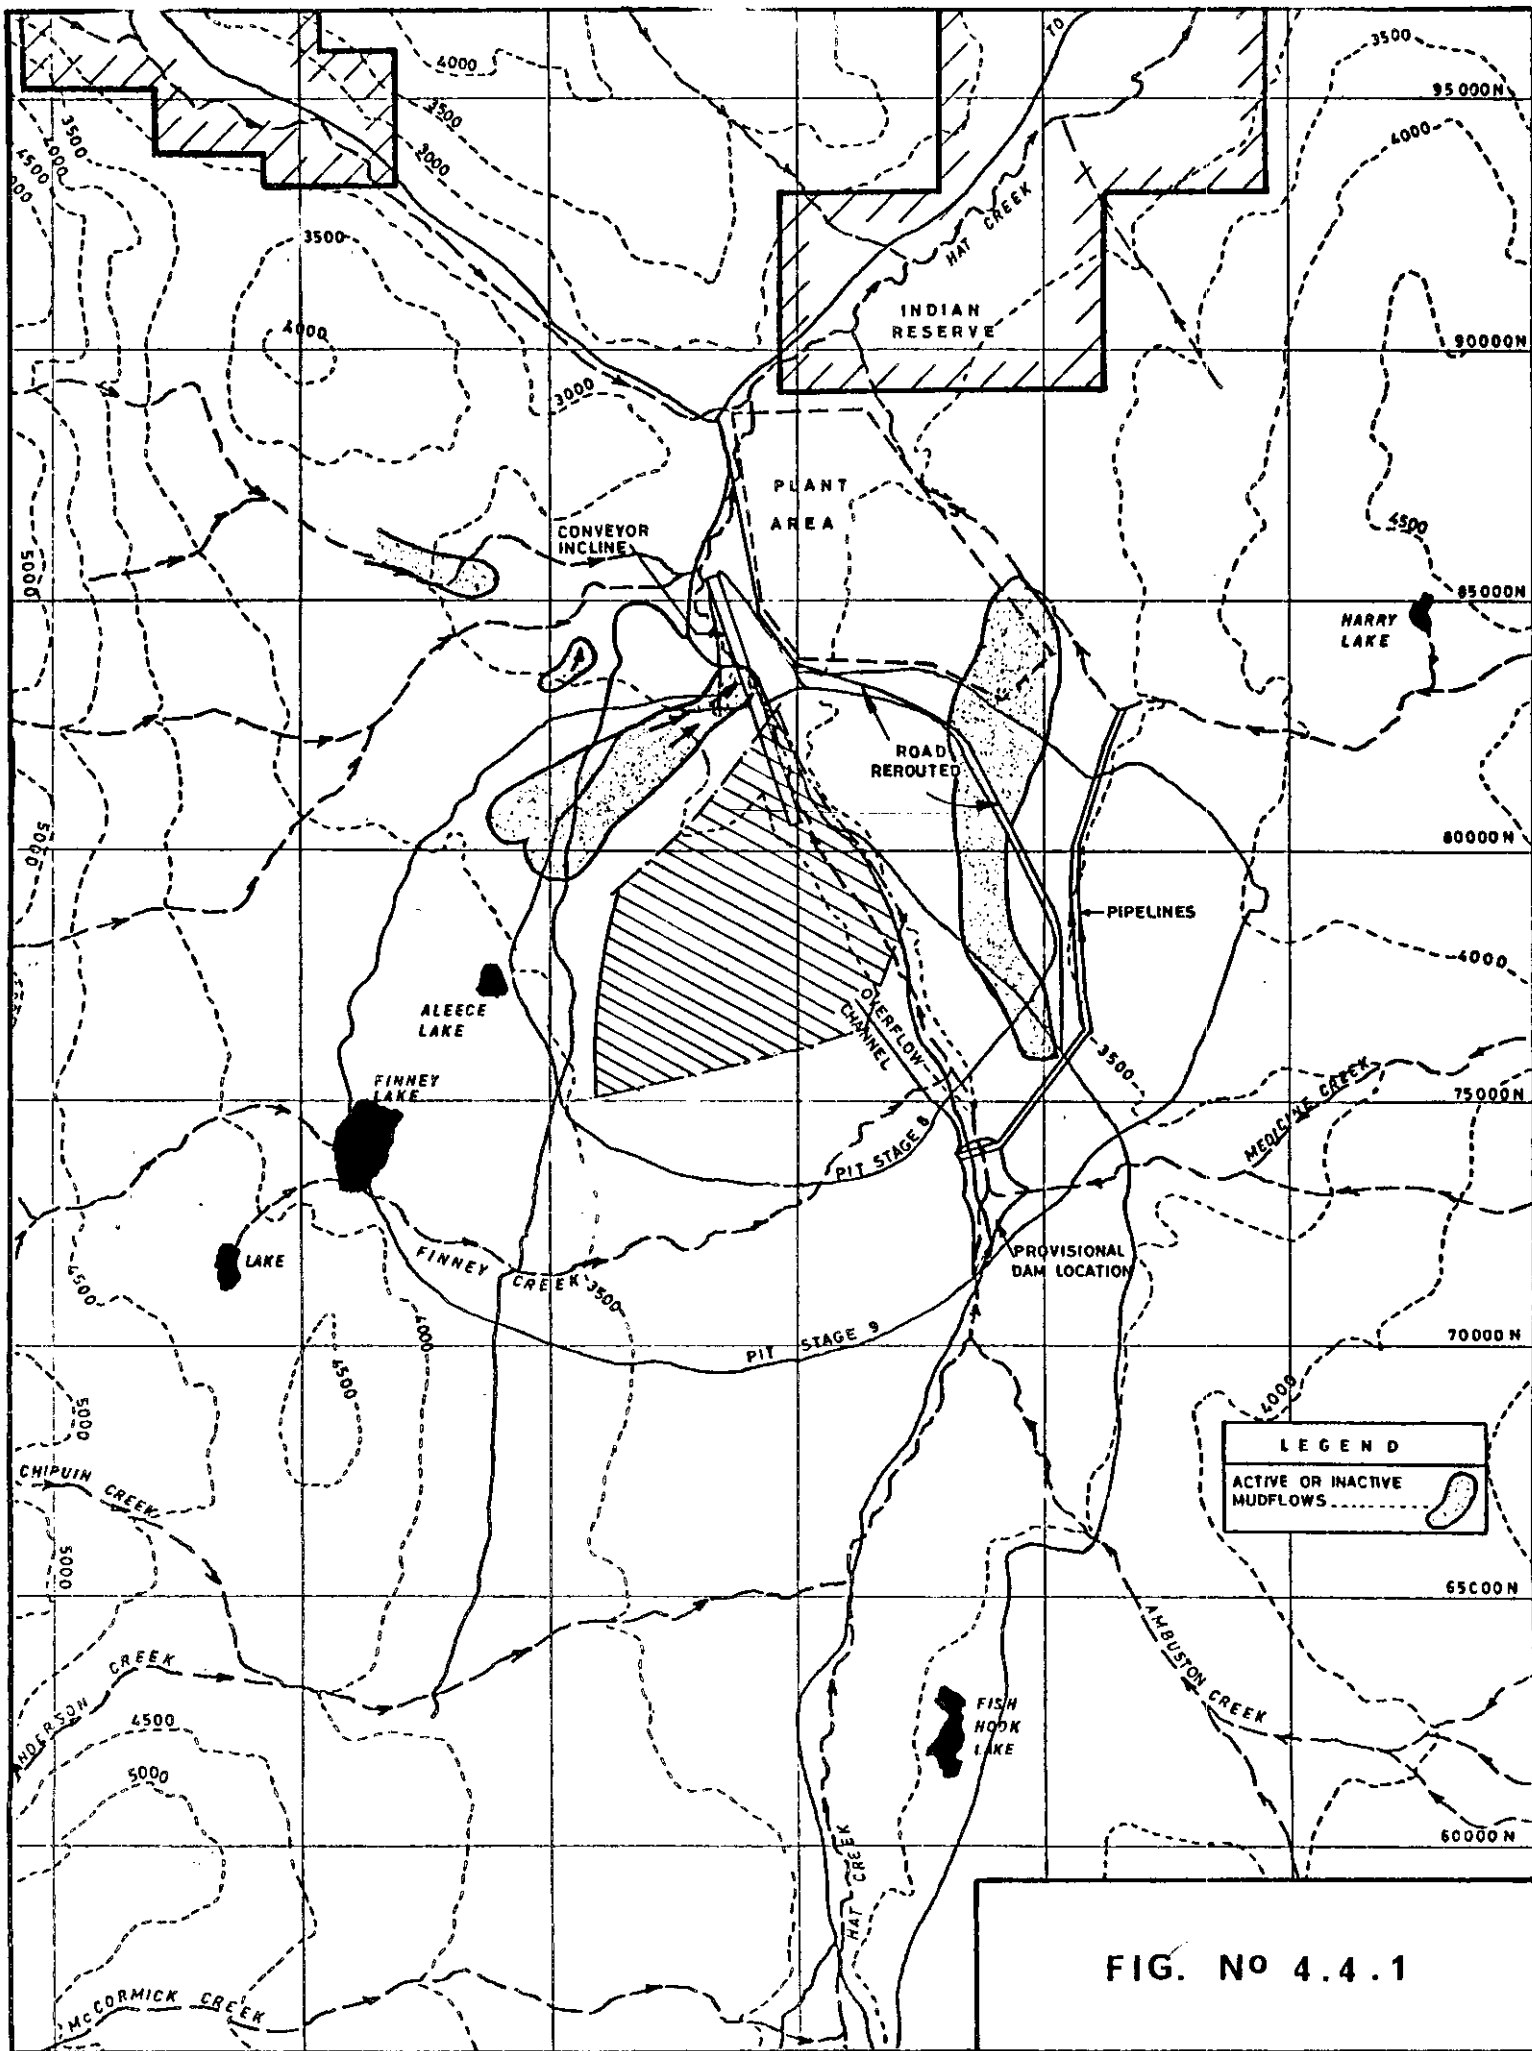 TO
4000
3500
95000N
3500
3000
3500
4000
4500
4000
3500
HAT CREEK
INDIAN
RESERVE
4000
90000N
3000
PLANT
AREA
CONVEYOR
INCLINE
4500
5000
85000N
HARRY
LAKE
ROAD
REROUTED
5000
80000N
PIPELINES
4000
ALEECE
LAKE
OVERFLOW
CHANNEL
3500
FINNEY
LAKE
75000N
MEDICINE CREEK
PIT STAGE 8
LAKE
FINNEY CREEK
3500
PROVISIONAL
DAM LOCATION
4500
4000
PIT STAGE 9
70000N
4500
4000
5000
LEGEND
ACTIVE OR INACTIVE
MUDFLOWS
CHIPUIN CREEK
5000
65000N
AMBUSTON CREEK
ANDERSON CREEK
4500
FISH
HOOK
LAKE
5000
60000N
HAT CREEK
McCORMICK CREEK
FIG. No 4.4.1